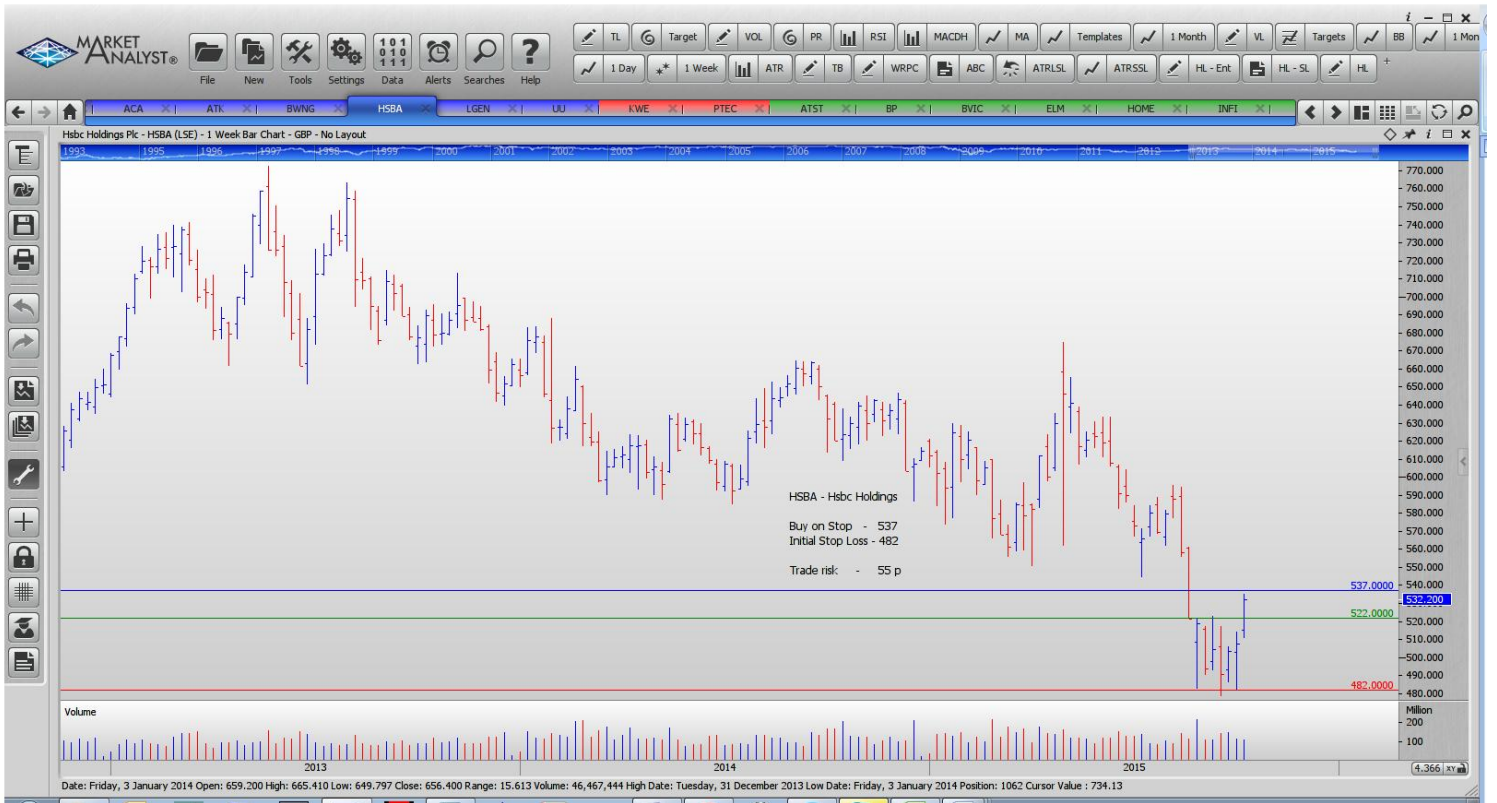 i
MARKET ANALYST®
File New Tools Settings Data Alerts Searches Help
TL Target VOL PR RSI MACDH MA Templates 1 Month VL Targets BB 1 Mon
1 Day 1 Week ATR TB WRPC ABC ATRLSL ATRSSL HL - Ent HL - SL HL +
ACA ATK BWNG HSBA LGEN UU KWE PTEC ATST BP BVIC ELM HOME INFI
Hsbc Holdings Plc - HSBA (LSE) - 1 Week Bar Chart - GBP - No Layout
1993 1995 1996 1997 1998 1999 2000 2001 2002 2003 2004 2005 2006 2007 2008 2009 2010 2011 2012 2013 2014 2015
770.000
760.000
750.000
740.000
730.000
720.000
710.000
700.000
690.000
680.000
670.000
660.000
650.000
640.000
630.000
620.000
610.000
600.000
590.000
580.000
570.000
560.000
550.000
540.000
532.200
520.000
510.000
500.000
490.000
480.000
HSBA - Hsbc Holdings
Buy on Stop - 537
Initial Stop Loss - 482
Trade risk - 55 p
537.0000
522.0000
482.0000
Volume
Million
200
100
2013 2014 2015
4.366 XY
Date: Friday, 3 January 2014 Open: 659.200 High: 665.410 Low: 649.797 Close: 656.400 Range: 15.613 Volume: 46,467,444 High Date: Tuesday, 31 December 2013 Low Date: Friday, 3 January 2014 Position: 1062 Cursor Value : 734.13